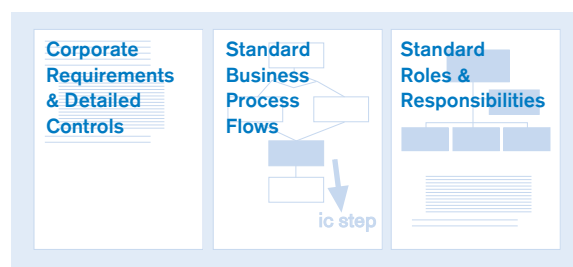 Corporate
Requirements
& Detailed
Controls
Standard
Business
Process
Flows
ic step
Standard
Roles &
Responsibilities